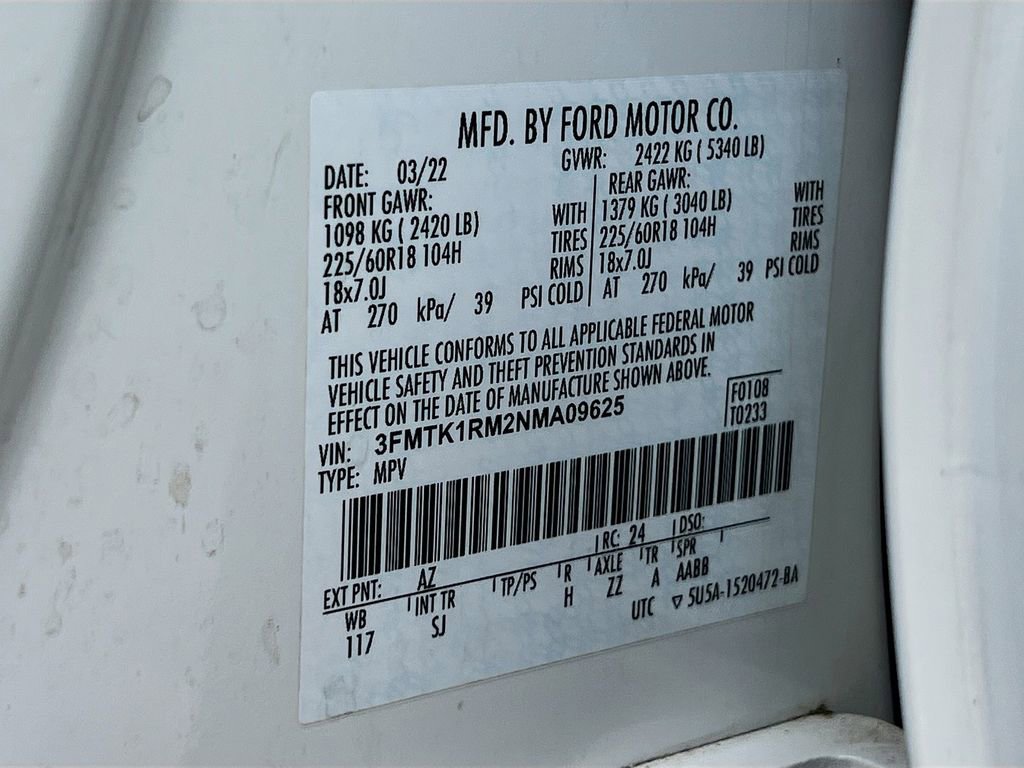 MFD. BY FORD MOTOR CO.
DATE: 03/22 GVWR: 2422 KG ( 5340 LB)
FRONT GAWR: REAR GAWR:
1098 KG ( 2420 LB) WITH 1379 KG ( 3040 LB) WITH
225/60R18 104H TIRES 225/60R18 104H TIRES
18x7.0J RIMS 18x7.0J RIMS
AT 270 kPa/ 39 PSI COLD AT 270 kPa/ 39 PSI COLD
THIS VEHICLE CONFORMS TO ALL APPLICABLE FEDERAL MOTOR
VEHICLE SAFETY AND THEFT PREVENTION STANDARDS IN
EFFECT ON THE DATE OF MANUFACTURE SHOWN ABOVE.
F0108
VIN: 3FMTK1RM2NMA09625 T0233
TYPE: MPV
EXT PNT: AZ RC: 24 DSO:
WB INT TR TP/PS R AXLE TR SPR
117 SJ H ZZ A AABB
UTC ▽ 5U5A-1520472-BA